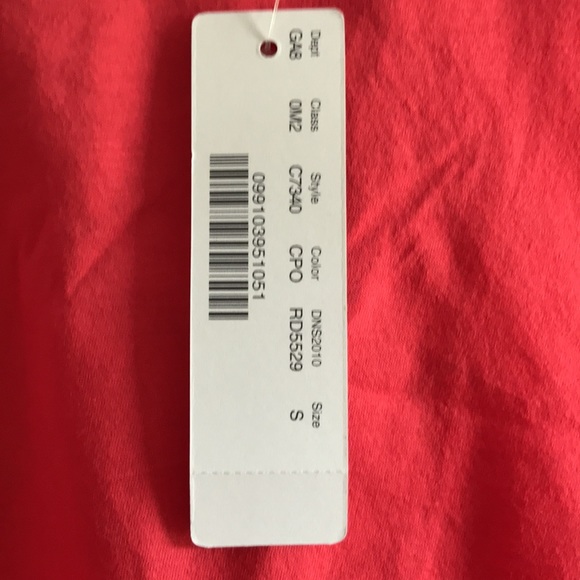 Dept Class Style Color DNS2010 Size
GA8 0M2 C7340 CPO RD5529 S
099103951051